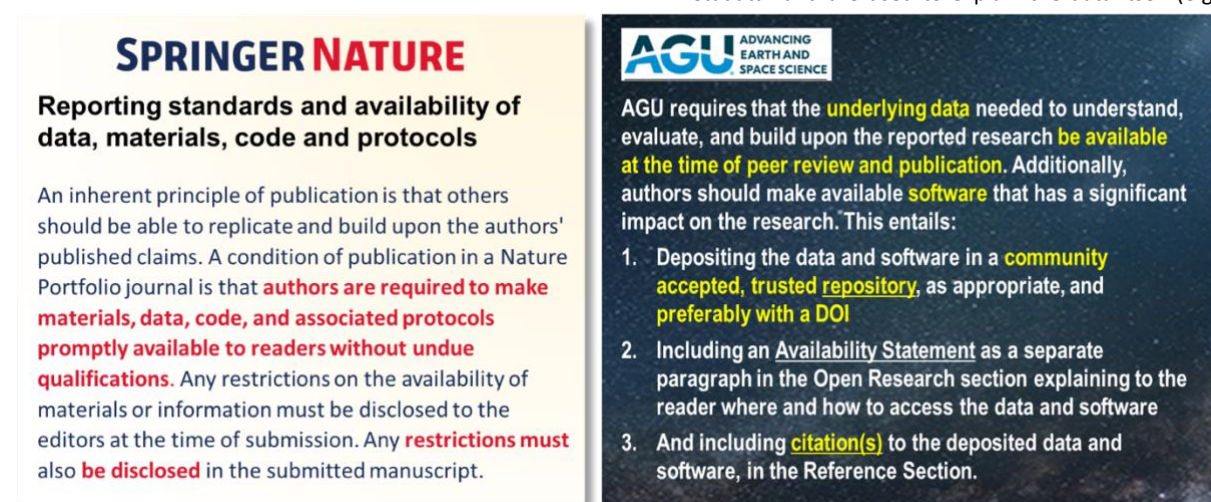 SPRINGER NATURE
Reporting standards and availability of
data, materials, code and protocols
An inherent principle of publication is that others
should be able to replicate and build upon the authors'
published claims. A condition of publication in a Nature
Portfolio journal is that authors are required to make
materials, data, code, and associated protocols
promptly available to readers without undue
qualifications. Any restrictions on the availability of
materials or information must be disclosed to the
editors at the time of submission. Any restrictions must
also be disclosed in the submitted manuscript.
AGU ADVANCING
EARTH AND
SPACE SCIENCE
AGU requires that the underlying data needed to understand,
evaluate, and build upon the reported research be available
at the time of peer review and publication. Additionally,
authors should make available software that has a significant
impact on the research. This entails:
1. Depositing the data and software in a community
accepted, trusted repository, as appropriate, and
preferably with a DOI
2. Including an Availability Statement as a separate
paragraph in the Open Research section explaining to the
reader where and how to access the data and software
3. And including citation(s) to the deposited data and
software, in the Reference Section.